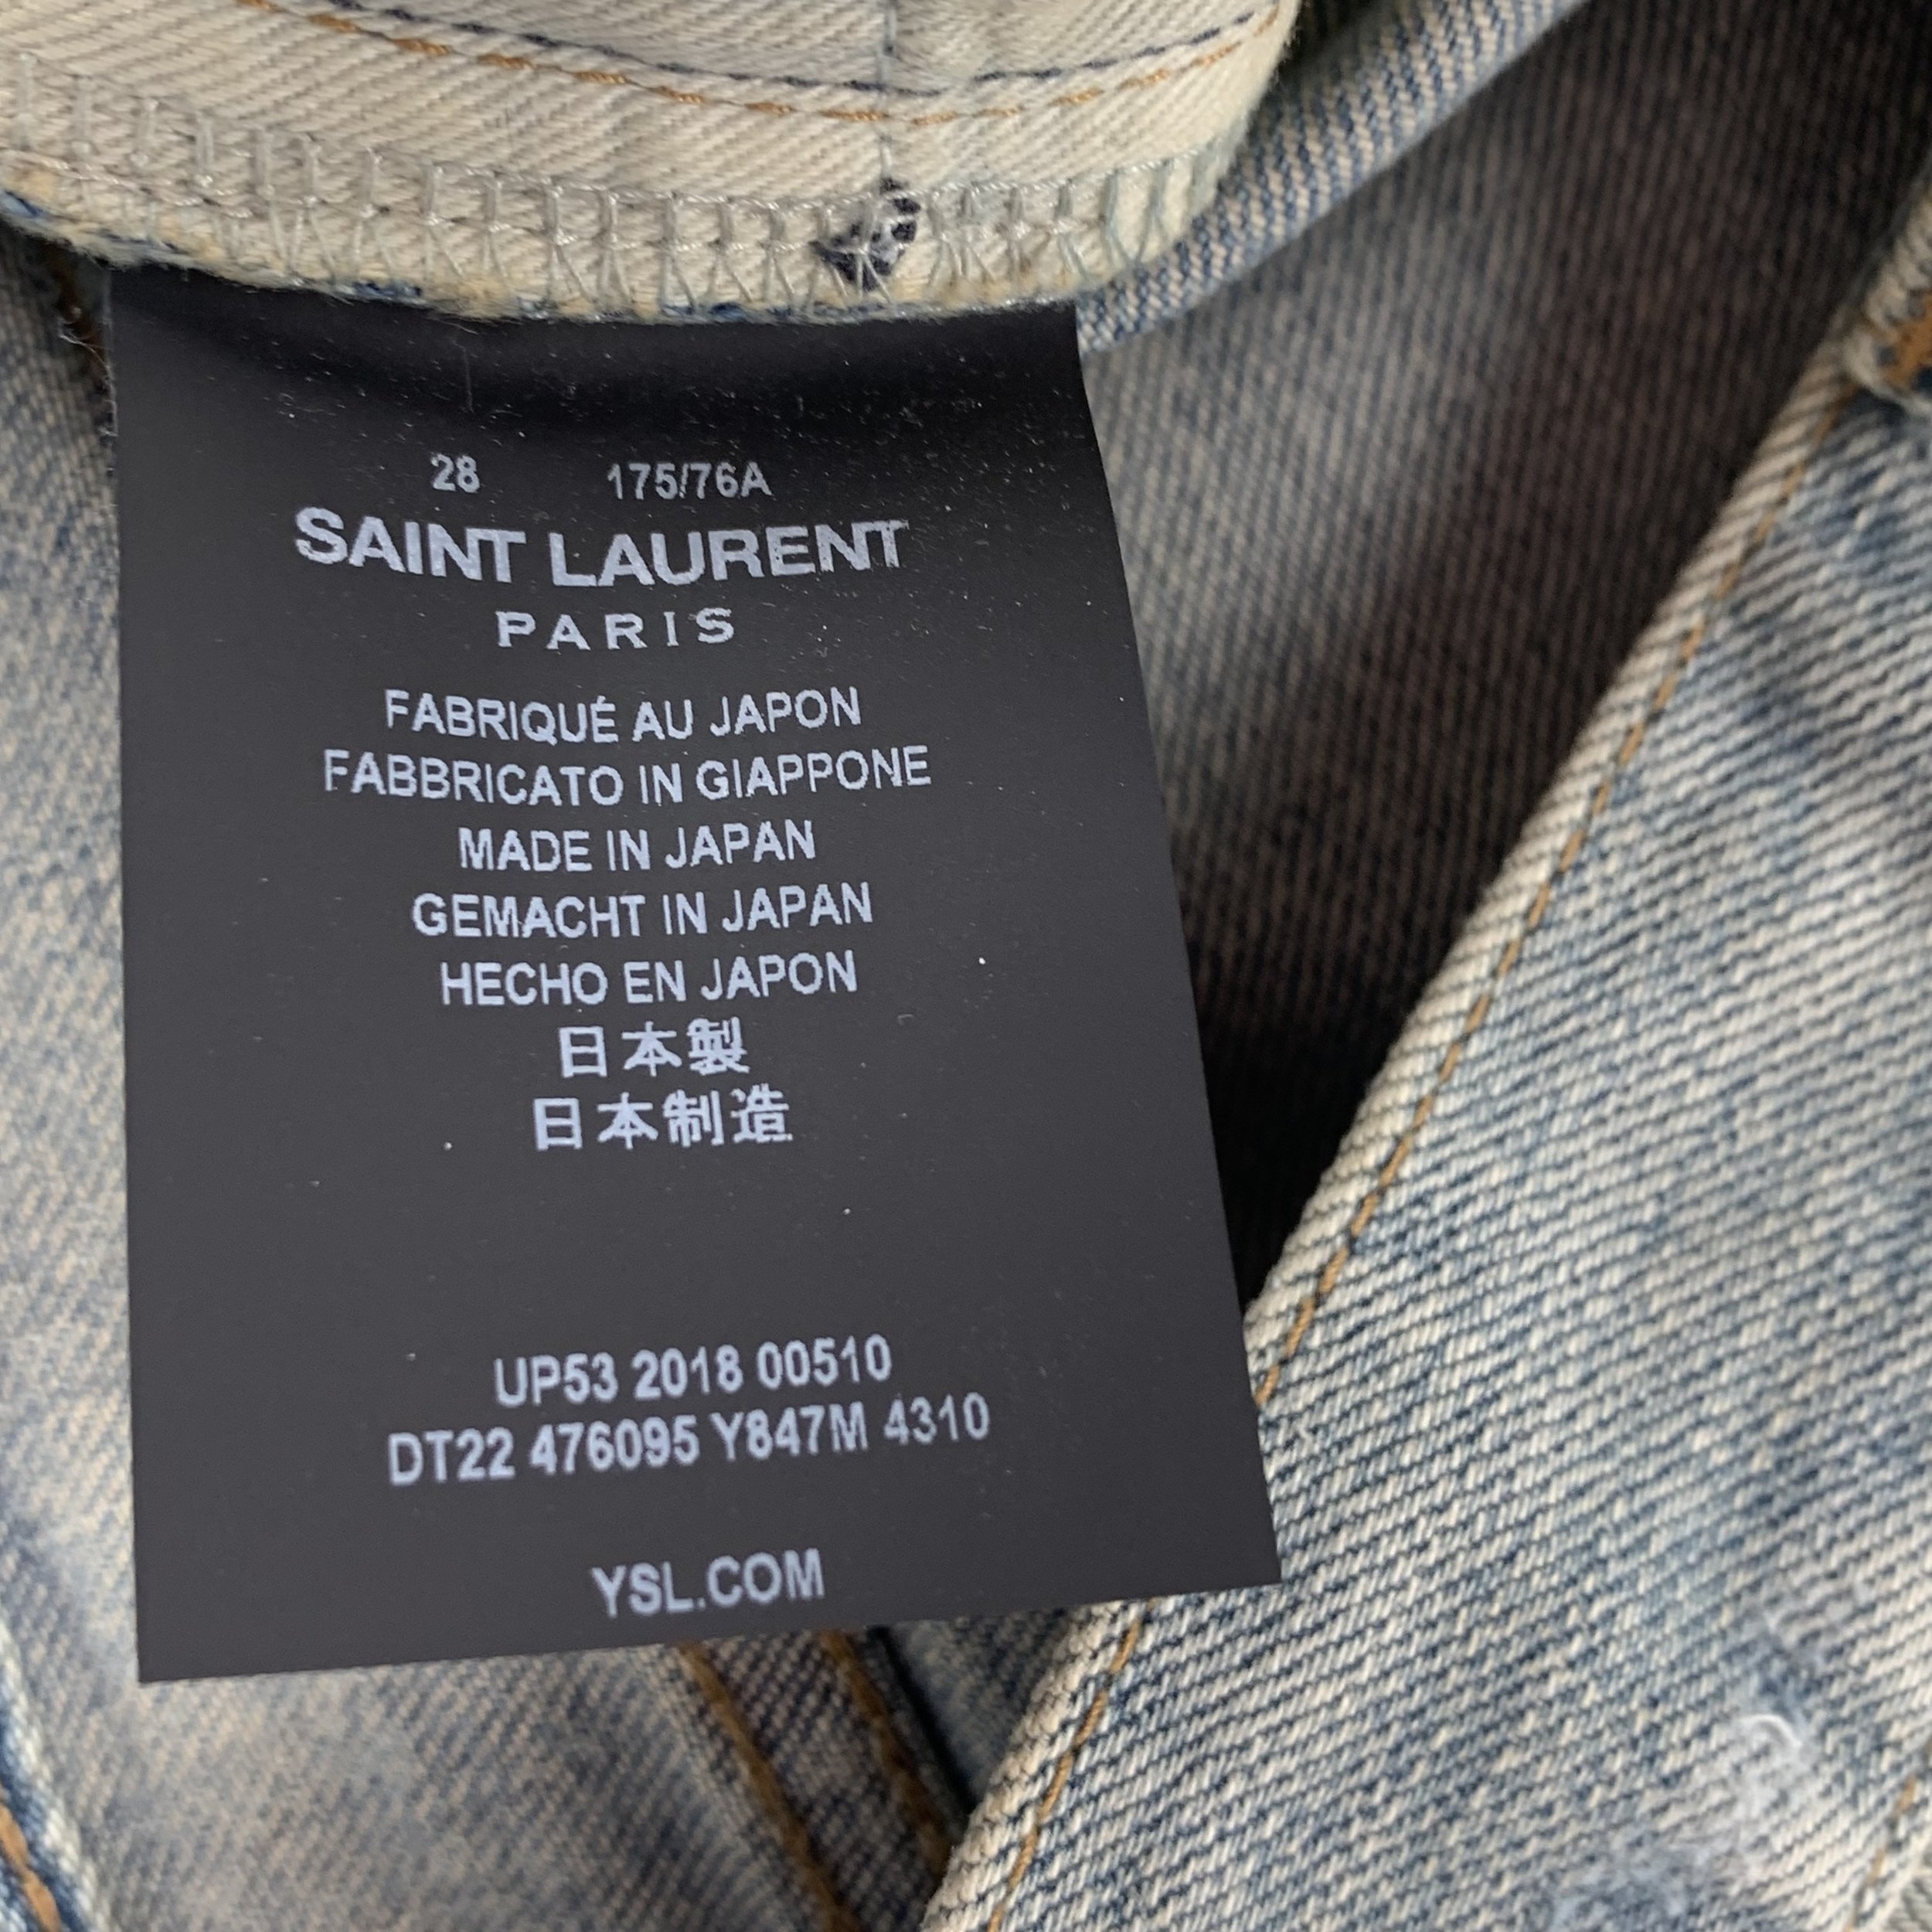 28 175/76A
SAINT LAURENT
PARIS
FABRIQUÉ AU JAPON
FABBRICATO IN GIAPPONE
MADE IN JAPAN
GEMACHT IN JAPAN
HECHO EN JAPON
日本製
日本制造
UP53 2018 00510
DT22 476095 Y847M 4310
YSL.COM